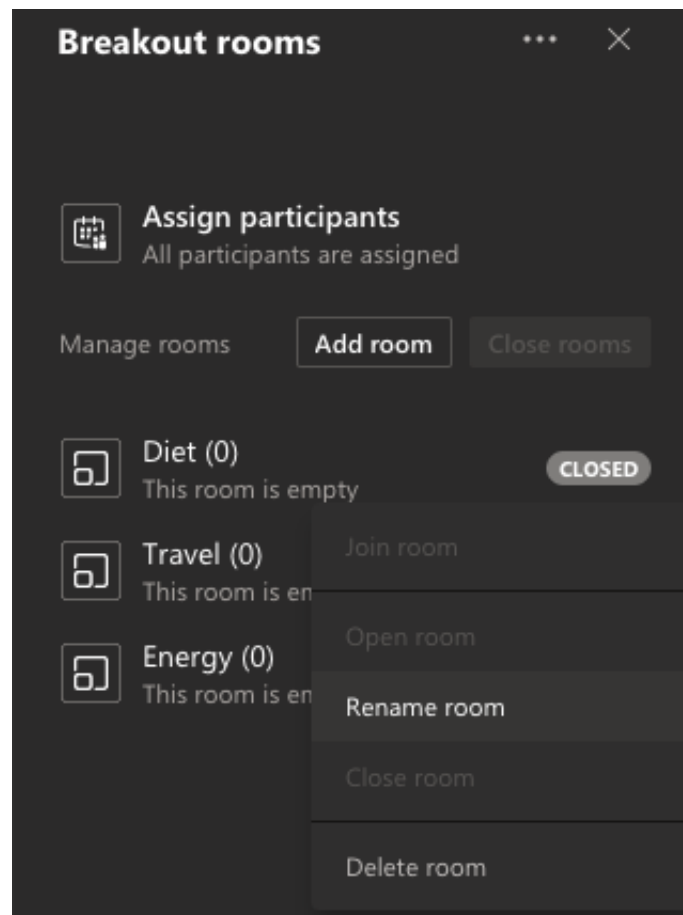 Breakout rooms
Assign participants
All participants are assigned
Manage rooms Add room Close rooms
Diet (0) CLOSED
This room is empty
Travel (0)
This room is em
Energy (0)
This room is em
Join room
Open room
Rename room
Close room
Delete room